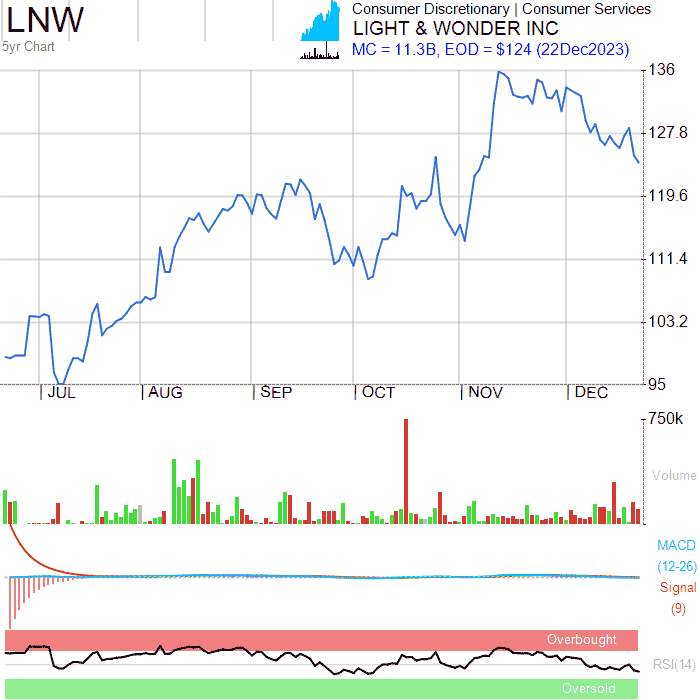 LNW
5yr Chart
Consumer Discretionary | Consumer Services
LIGHT & WONDER INC
MC = 11.3B, EOD = $124 (22Dec2023)
136
127.8
119.6
111.4
103.2
95
JUL
AUG
SEP
OCT
NOV
DEC
750k
Volume
MACD
(12-26)
Signal
(9)
Overbought
RSI(14)
Oversold